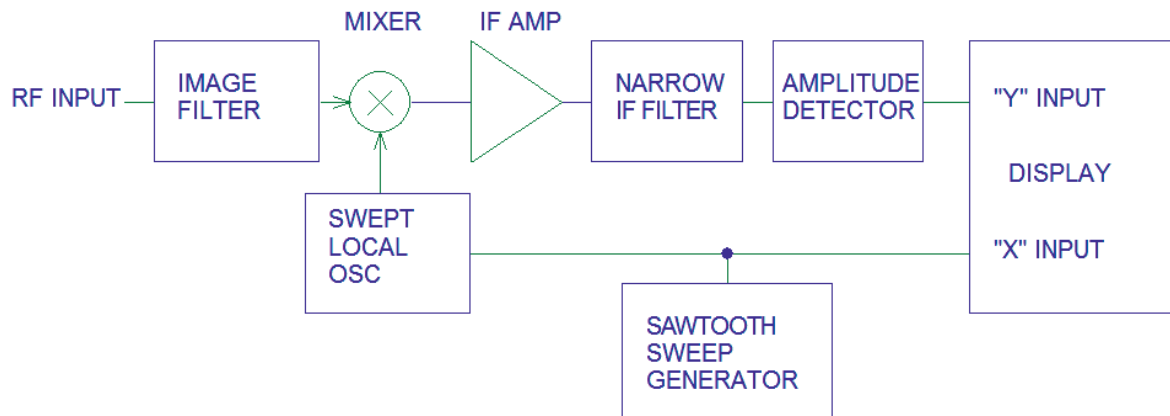 MIXER
IF AMP
RF INPUT
IMAGE
FILTER
NARROW
IF FILTER
AMPLITUDE
DETECTOR
"Y" INPUT
DISPLAY
"X" INPUT
SWEPT
LOCAL
OSC
SAWTOOTH
SWEEP
GENERATOR